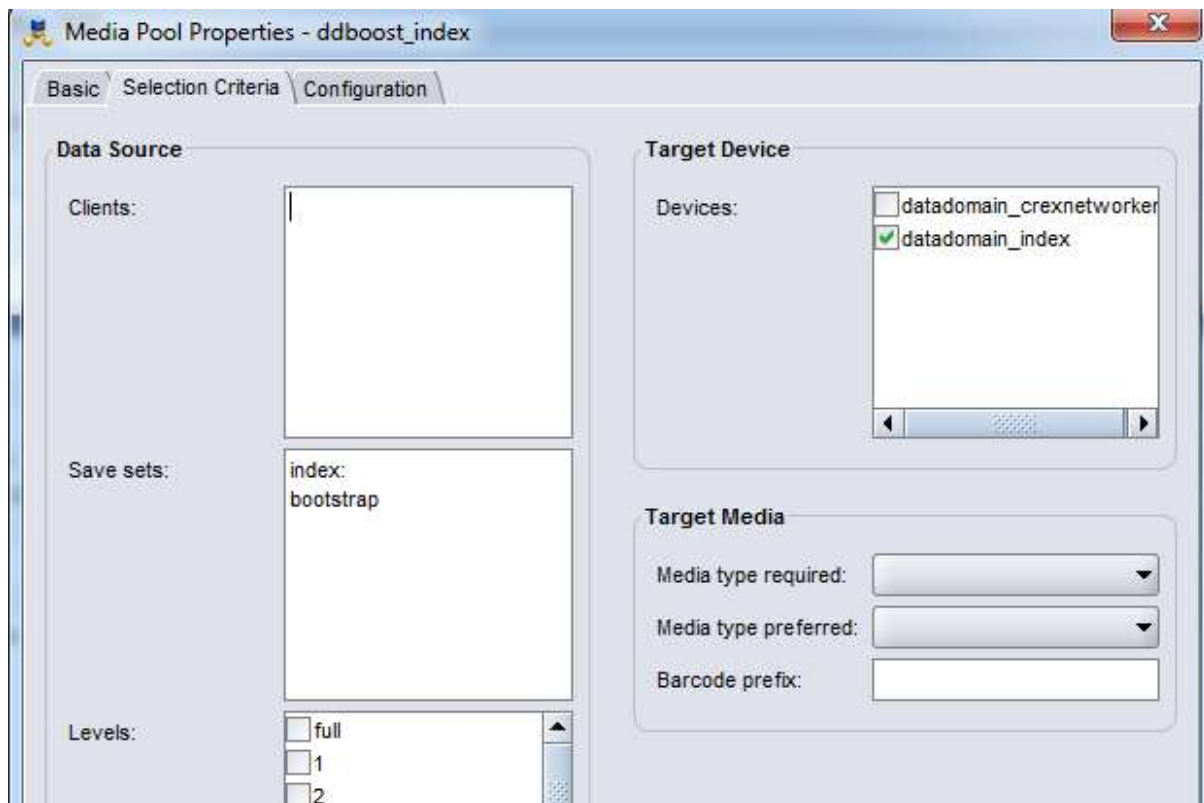 Media Pool Properties - ddboost_index
Basic
Selection Criteria
Configuration
Data Source
Clients:
Save sets:
index:
bootstrap
Levels:
full
1
2
Target Device
Devices:
datadomain_crexnetworker
datadomain_index
Target Media
Media type required:
Media type preferred:
Barcode prefix: